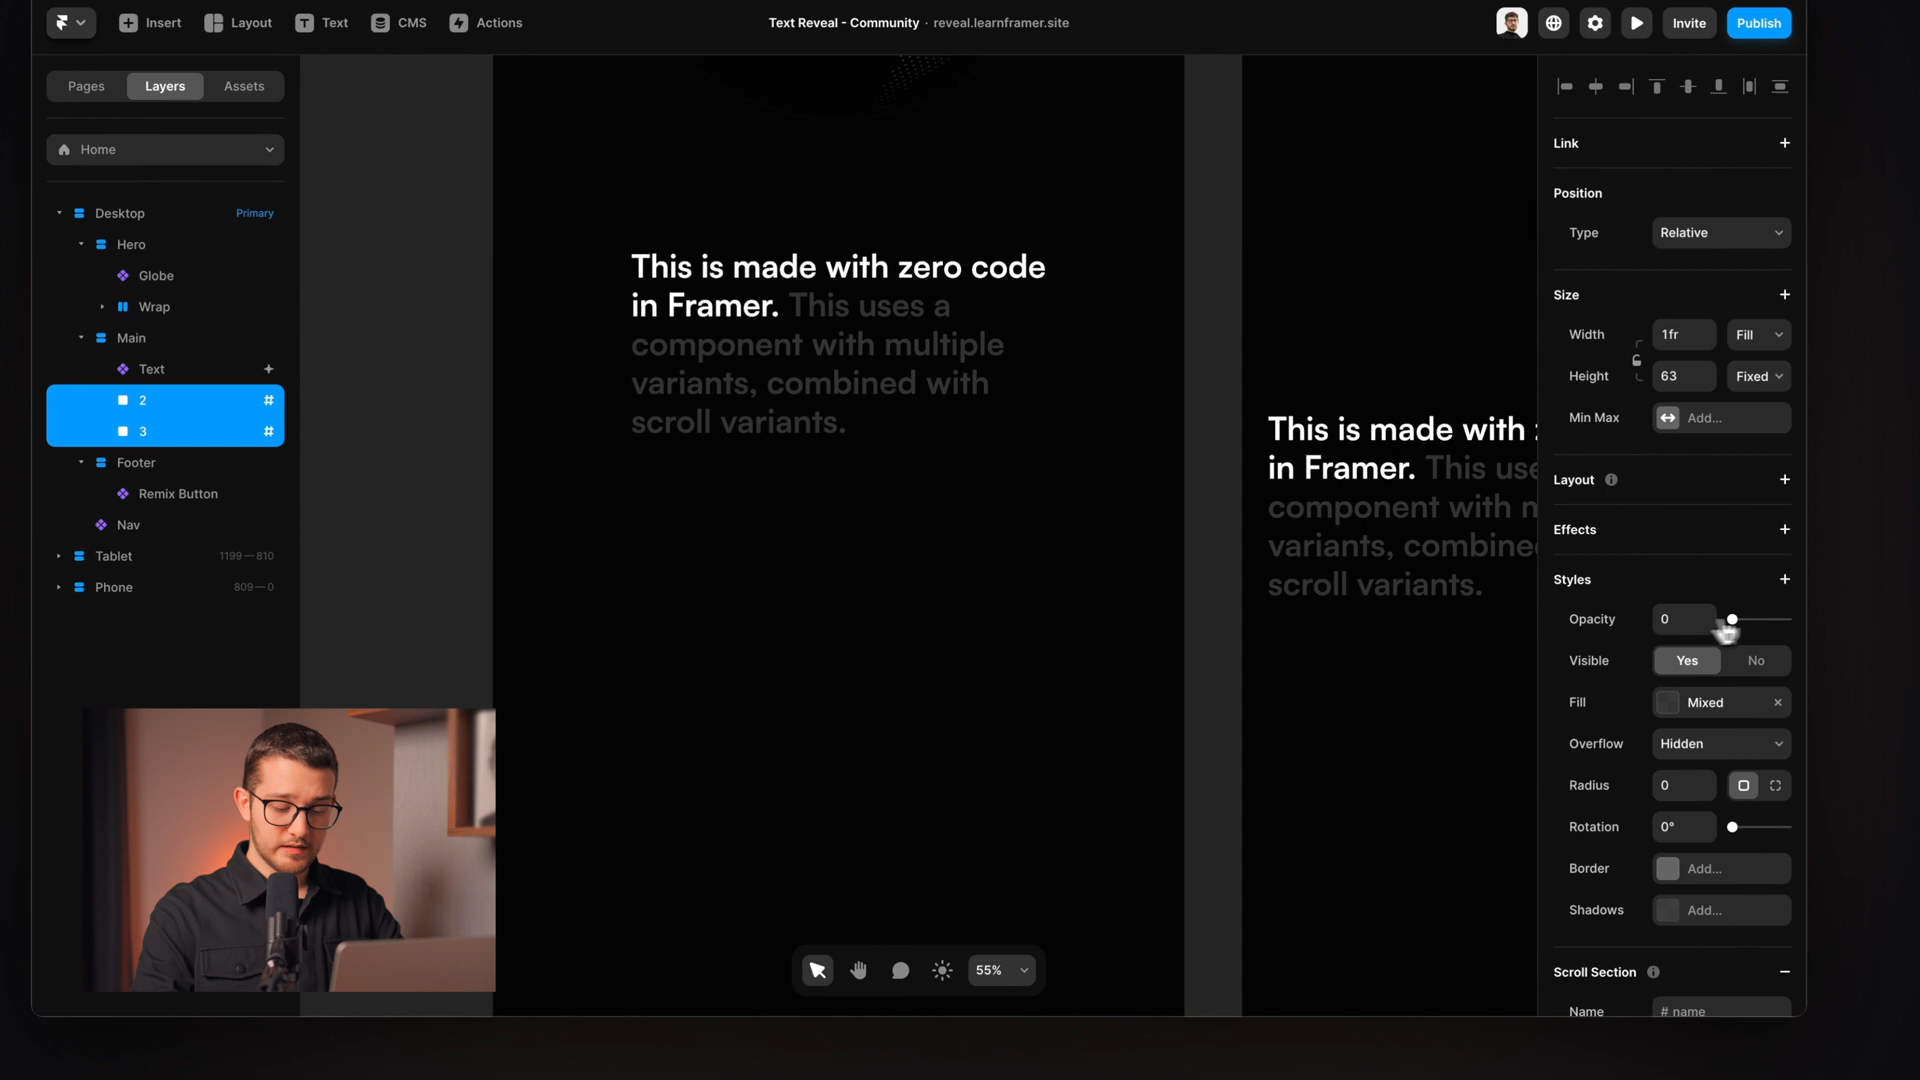 Insert
Layout
Text
CMS
Actions
Text Reveal - Community · reveal.learnframer.site
Invite
Publish
Pages
Layers
Assets
Home
Desktop
Primary
Hero
Globe
Wrap
Main
Text
2
3
Footer
Remix Button
Nav
Tablet
1199—810
Phone
809—0
This is made with zero code
in Framer. This uses a
component with multiple
variants, combined with
scroll variants.
This is made with
in Framer. This use
component with m
variants, combine
scroll variants.
55%
Link
Position
Type
Relative
Size
Width
1fr
Fill
Height
63
Fixed
Min Max
Add...
Layout
Effects
Styles
Opacity
0
Visible
Yes
No
Fill
Mixed
Overflow
Hidden
Radius
0
Rotation
0°
Border
Add...
Shadows
Add...
Scroll Section
Name
# name